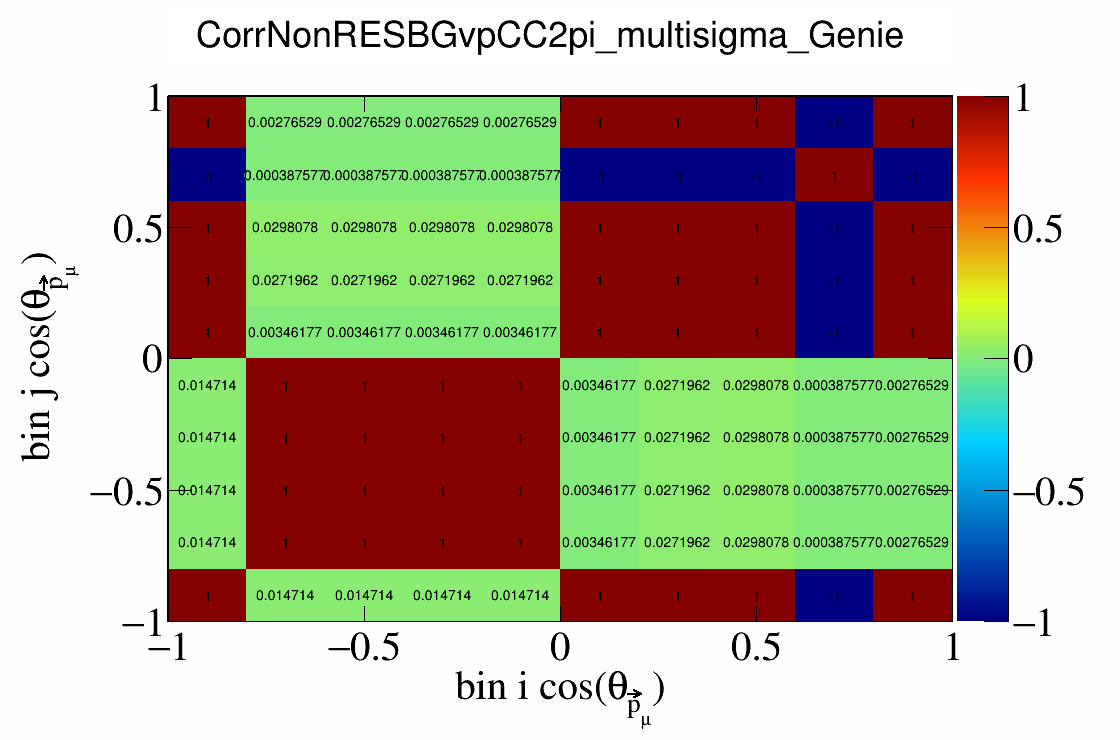 CorrNonRESBGvpCC2pi_multisigma_Genie
1 1 0.00276529 0.00276529 0.00276529 0.00276529 1 1 1 -1 1 1
-1 0.000387577 0.000387577 0.000387577 0.000387577 -1 -1 -1 1 -1
0.5 1 0.0298078 0.0298078 0.0298078 0.0298078 1 1 1 -1 1 0.5
1 0.0271962 0.0271962 0.0271962 0.0271962 1 1 1 -1 1
1 0.00346177 0.00346177 0.00346177 0.00346177 1 1 1 -1 1
0 0
0.014714 1 1 1 1 0.00346177 0.0271962 0.0298078 0.000387577 0.00276529
0.014714 1 1 1 1 0.00346177 0.0271962 0.0298078 0.000387577 0.00276529
−0.5 0.014714 1 1 1 1 0.00346177 0.0271962 0.0298078 0.000387577 0.00276529 −0.5
0.014714 1 1 1 1 0.00346177 0.0271962 0.0298078 0.000387577 0.00276529
1 0.014714 0.014714 0.014714 0.014714 1 1 1 -1 1
−1 −1
−1 −0.5 0 0.5 1
bin i cos(θ_{\vec{p}_μ})
bin j cos(θ_{\vec{p}_μ})